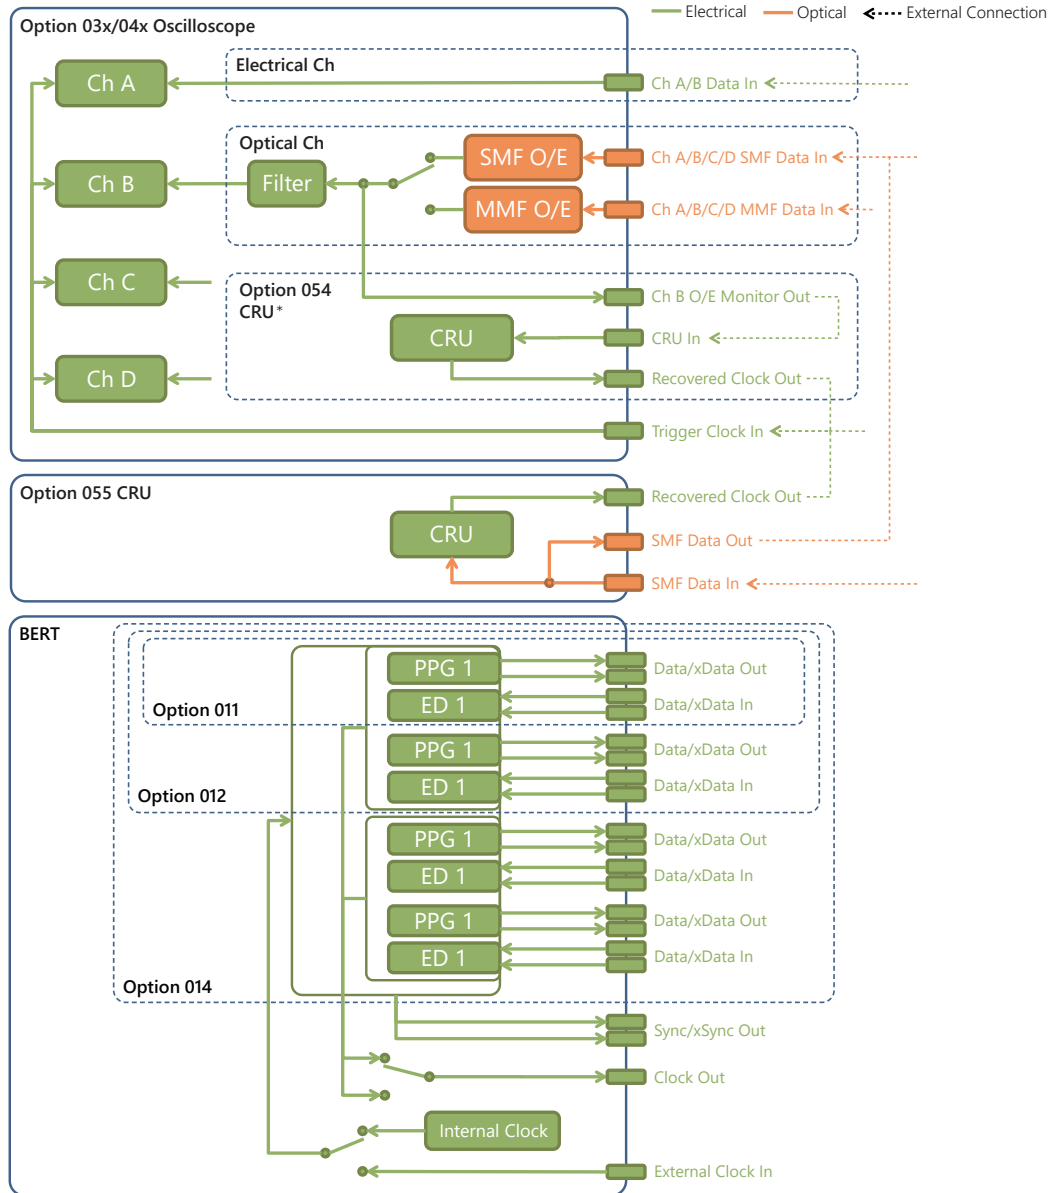 Electrical
Optical
External Connection
Option 03x/04x Oscilloscope
Electrical Ch
Ch A
Ch A/B Data In
Optical Ch
SMF O/E
Ch A/B/C/D SMF Data In
Ch B
Filter
MMF O/E
Ch A/B/C/D MMF Data In
Ch C
Option 054
CRU*
Ch B O/E Monitor Out
CRU
CRU In
Ch D
Recovered Clock Out
Trigger Clock In
Option 055 CRU
Recovered Clock Out
CRU
SMF Data Out
SMF Data In
BERT
PPG 1
Data/xData Out
ED 1
Data/xData In
Option 011
PPG 1
Data/xData Out
ED 1
Data/xData In
Option 012
PPG 1
Data/xData Out
ED 1
Data/xData In
PPG 1
Data/xData Out
ED 1
Data/xData In
Option 014
Sync/xSync Out
Clock Out
Internal Clock
External Clock In